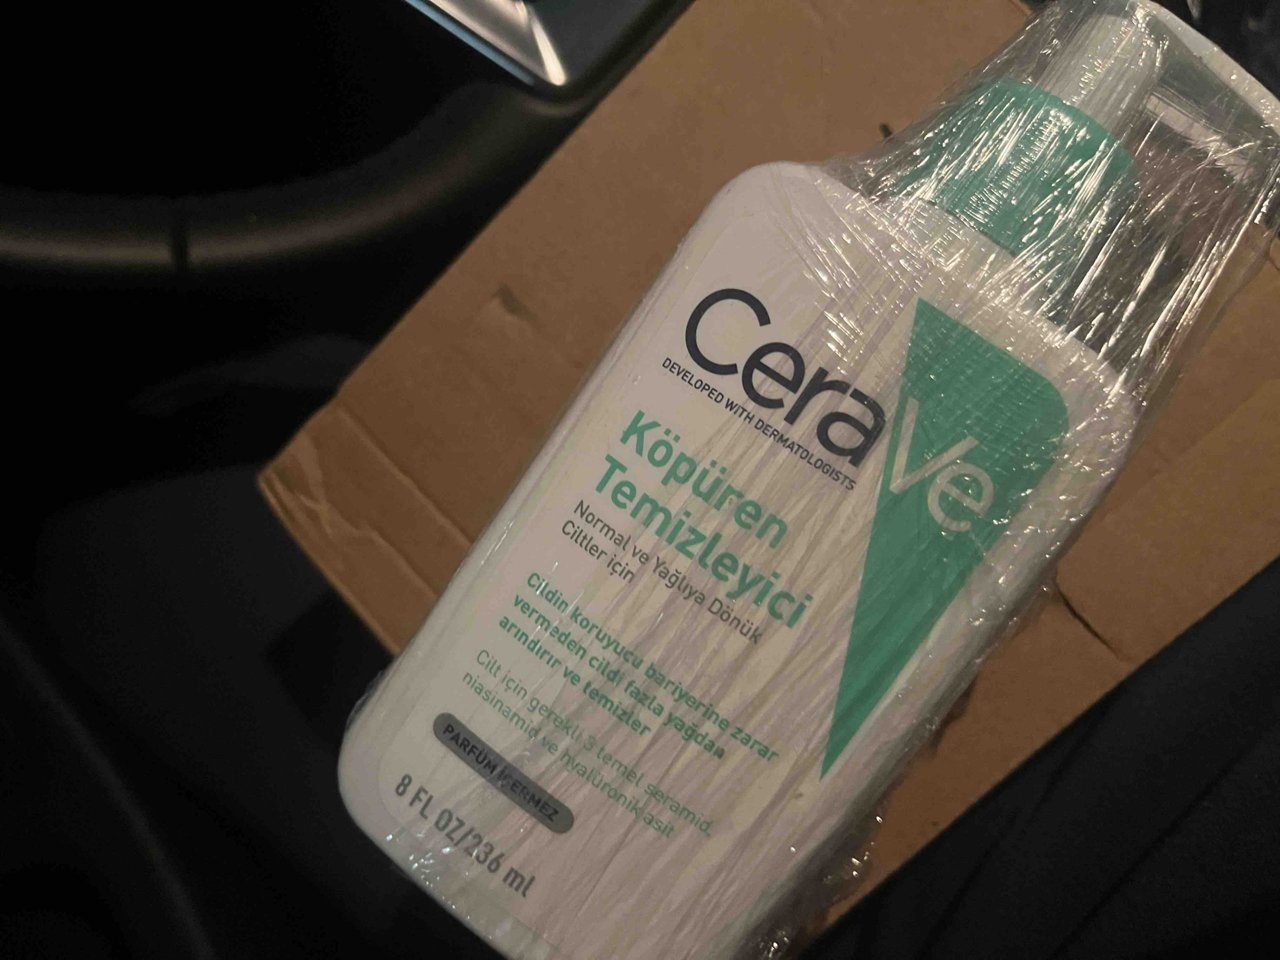 CeraVe
DEVELOPED WITH DERMATOLOGISTS
Köpüren
Temizleyici
Normal ve Yağlıya Dönük
Ciltler için
Cildin koruyucu bariyerine zarar
vermeden cildi fazla yağdan
arındırır ve temizler
Cilt için gerekli 3 temel seramid,
niasinamid ve hyalüronik asit
PARFÜM İÇERMEZ
8 FL OZ/236 ml